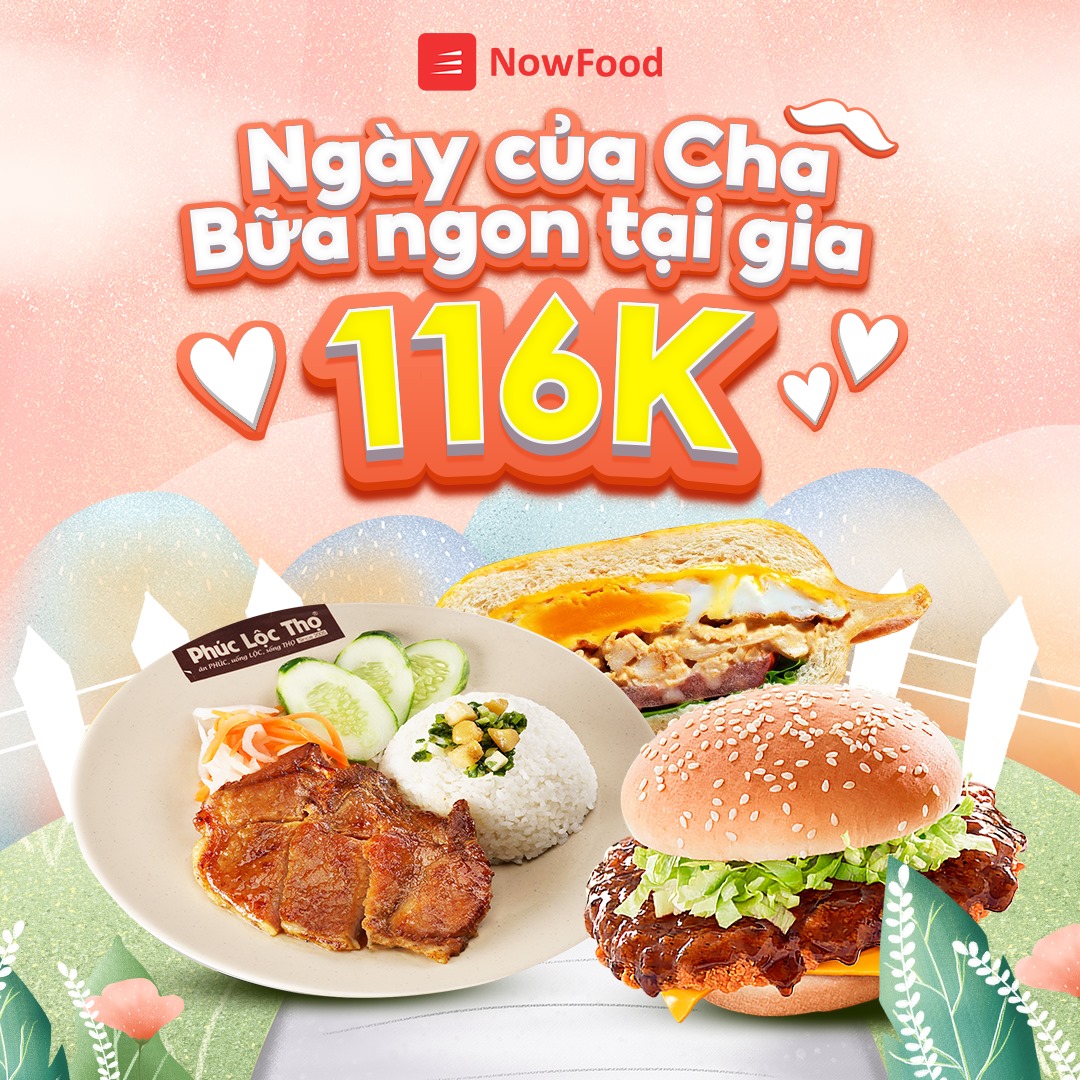 NowFood
Ngày của Cha
Bữa ngon tại gia
116K
Phúc Lộc Thọ
ăn PHÚC, uống LỘC, sống THỌ